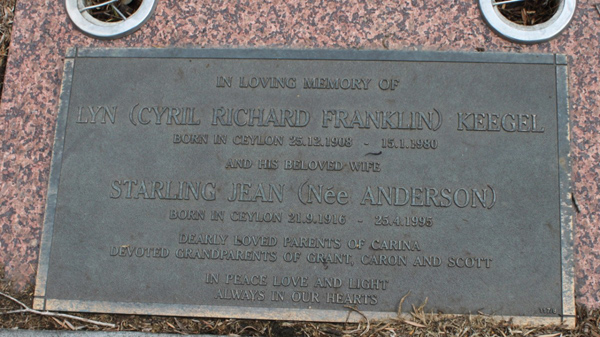 IN LOVING MEMORY OF
LYN (CYRIL RICHARD FRANKLIN) KEEGEL
BORN IN CEYLON 25.12.1908 - 15.1.1980
AND HIS BELOVED WIFE
STARLING JEAN (Née ANDERSON)
BORN IN CEYLON 21.9.1916 - 25.4.1995
DEARLY LOVED PARENTS OF CARINA
DEVOTED GRANDPARENTS OF GRANT, CARON AND SCOTT
IN PEACE LOVE AND LIGHT
ALWAYS IN OUR HEARTS